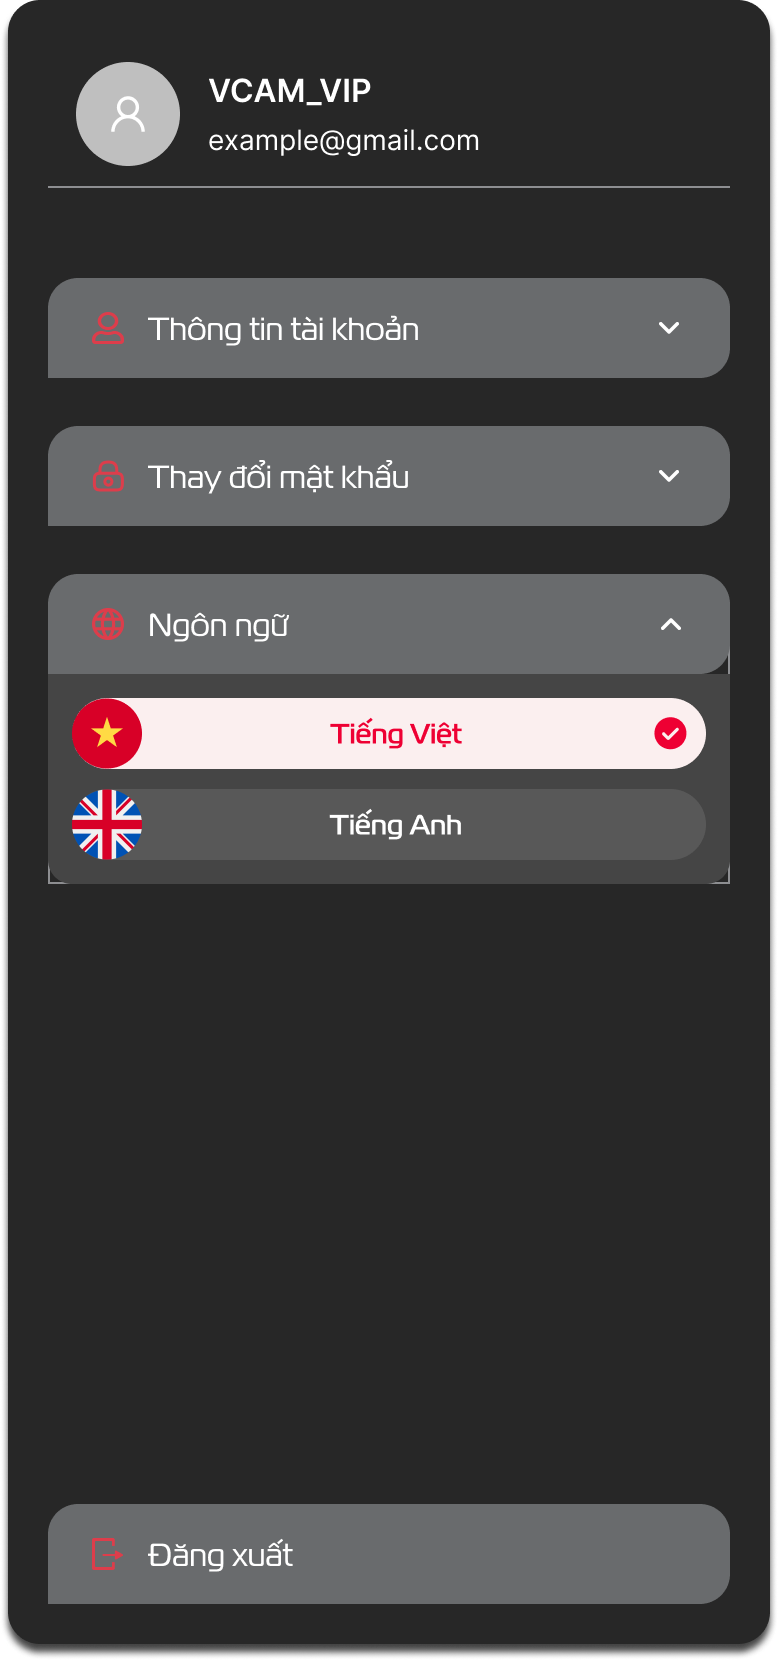 VCAM_VIP
example@gmail.com
Thông tin tài khoản
Thay đổi mật khẩu
Ngôn ngữ
Tiếng Việt
Tiếng Anh
Đăng xuất